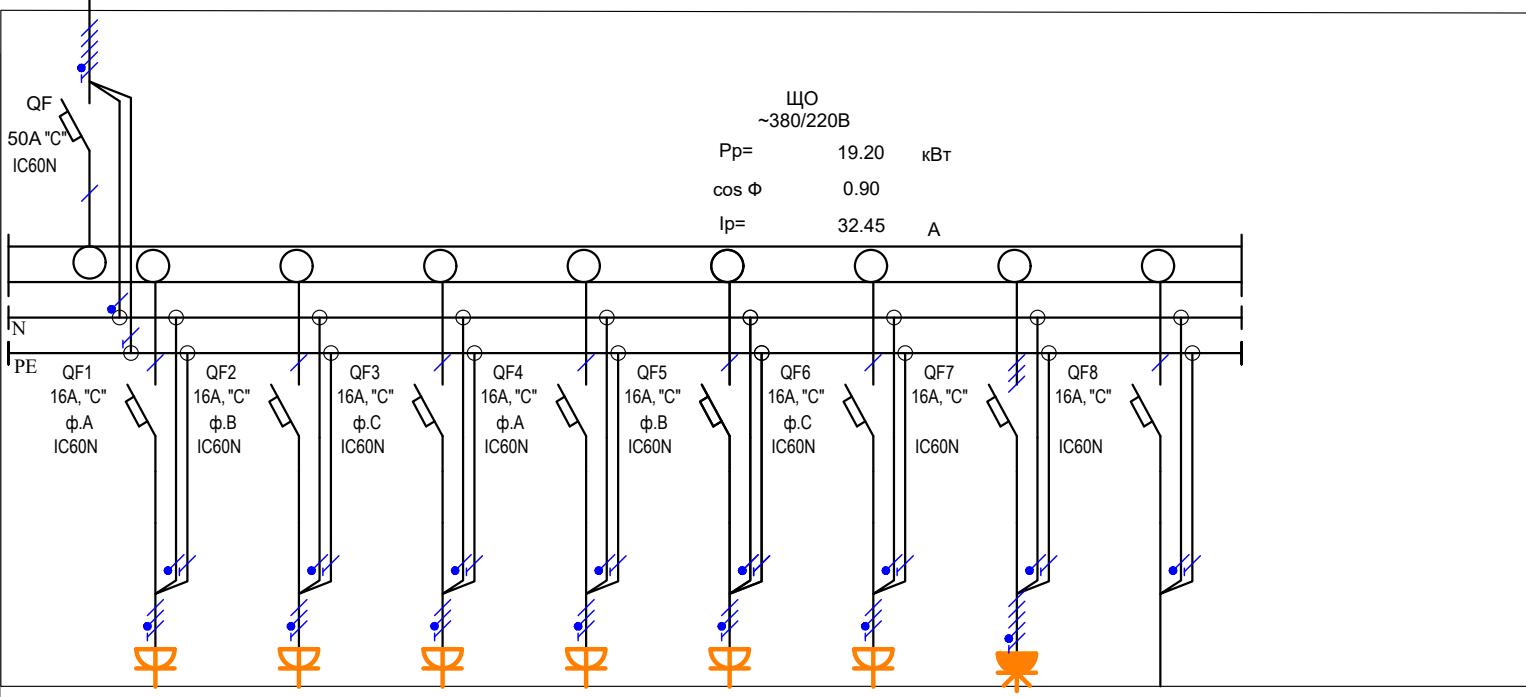 QF
50А "С"
IC60N
ЩО
~380/220В
Рр= 19.20 кВт
cos Ф 0.90
Iр= 32.45 А
N
PE
QF1
16А, "С"
ф.А
IC60N
QF2
16А, "С"
ф.В
IC60N
QF3
16А, "С"
ф.С
IC60N
QF4
16А, "С"
ф.А
IC60N
QF5
16А, "С"
ф.В
IC60N
QF6
16А, "С"
ф.С
IC60N
QF7
16А, "С"
IC60N
QF8
16А, "С"
IC60N